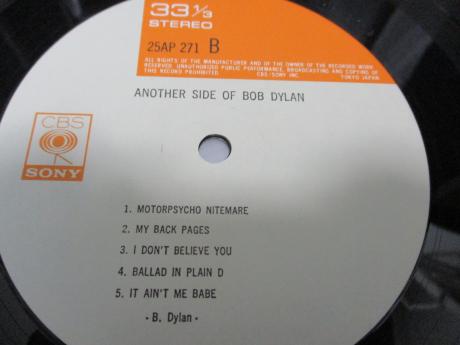 33 1/3
STEREO
25AP 271 B
ALL RIGHTS OF THE MANUFACTURER AND OF THE OWNER OF THE RECORDED WORK
RESERVED. UNAUTHORIZED PUBLIC PERFORMANCE, BROADCASTING AND COPYING OF
THIS RECORD PROHIBITED. CBS/SONY INC. TOKYO JAPAN
ANOTHER SIDE OF BOB DYLAN
CBS
SONY
1. MOTORPSYCHO NITEMARE
2. MY BACK PAGES
3. I DON'T BELIEVE YOU
4. BALLAD IN PLAIN D
5. IT AIN'T ME BABE
- B. Dylan -